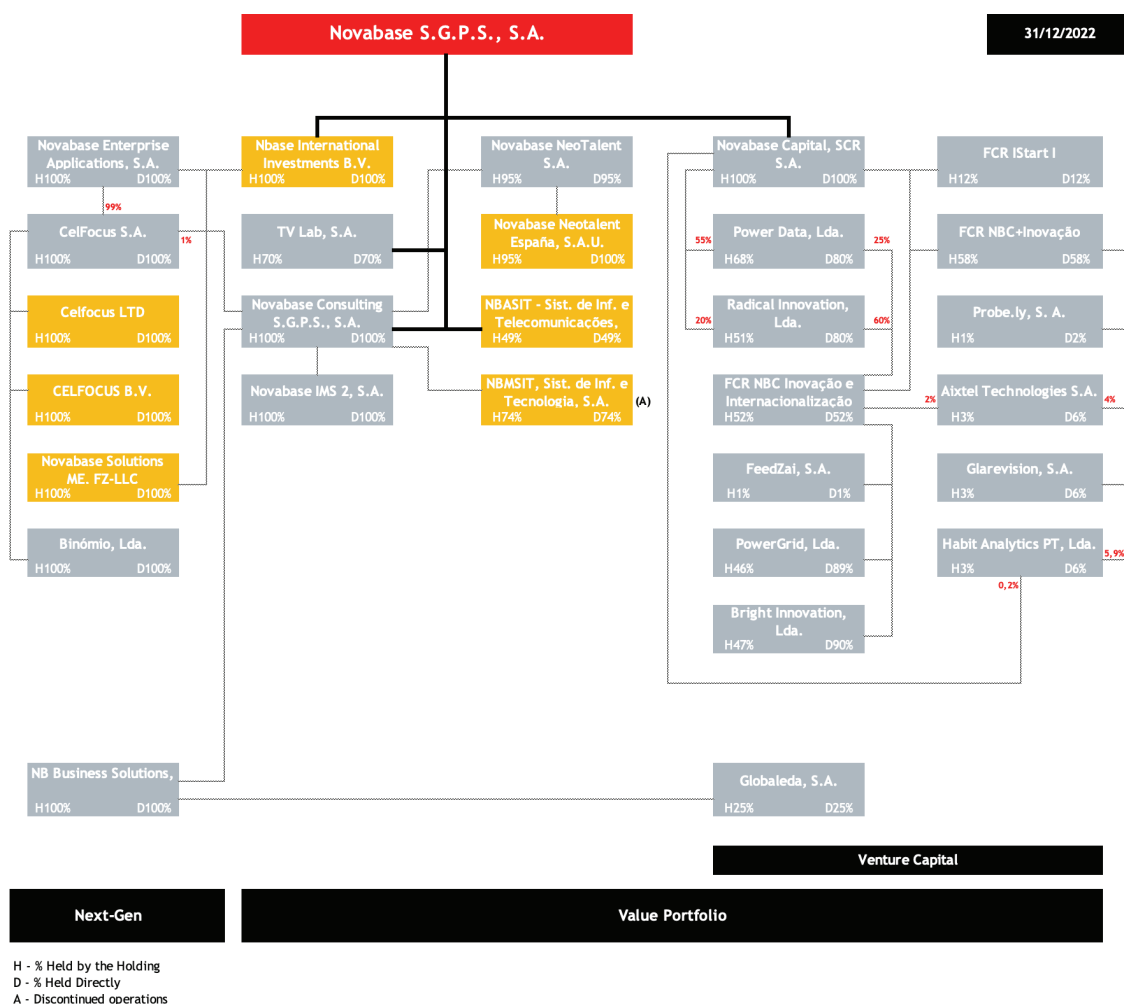 Novabase S.G.P.S., S.A.
31/12/2022
Novabase Enterprise
Applications, S.A.
H100% D100%
Nbase International
Investments B.V.
H100% D100%
Novabase NeoTalent
S.A.
H95% D95%
Novabase Capital, SCR
S.A.
H100% D100%
FCR IStart I
H12% D12%
99%
CelFocus S.A.
H100% D100%
1%
TV Lab, S.A.
H70% D70%
Novabase Neotalent
España, S.A.U.
H95% D100%
55%
Power Data, Lda.
H68% D80%
25%
FCR NBC+Inovação
H58% D58%
Celfocus LTD
H100% D100%
Novabase Consulting
S.G.P.S., S.A.
H100% D100%
NBASIT - Sist. de Inf. e
Telecomunicações,
H49% D49%
20%
Radical Innovation,
Lda.
H51% D80%
60%
Probe.ly, S. A.
H1% D2%
CELFOCUS B.V.
H100% D100%
Novabase IMS 2, S.A.
H100% D100%
NBMSIT, Sist. de Inf. e
Tecnologia, S.A.
H74% D74%
(A)
FCR NBC Inovação e
Internacionalização
H52% D52%
2%
Aixtel Technologies S.A.
H3% D6%
4%
Novabase Solutions
ME. FZ-LLC
H100% D100%
FeedZai, S.A.
H1% D1%
Glarevision, S.A.
H3% D6%
Binómio, Lda.
H100% D100%
PowerGrid, Lda.
H46% D89%
Habit Analytics PT, Lda.
H3% D6%
5,9%
0,2%
Bright Innovation,
Lda.
H47% D90%
NB Business Solutions,
H100% D100%
Globaleda, S.A.
H25% D25%
Venture Capital
Next-Gen
Value Portfolio
H - % Held by the Holding
D - % Held Directly
A - Discontinued operations